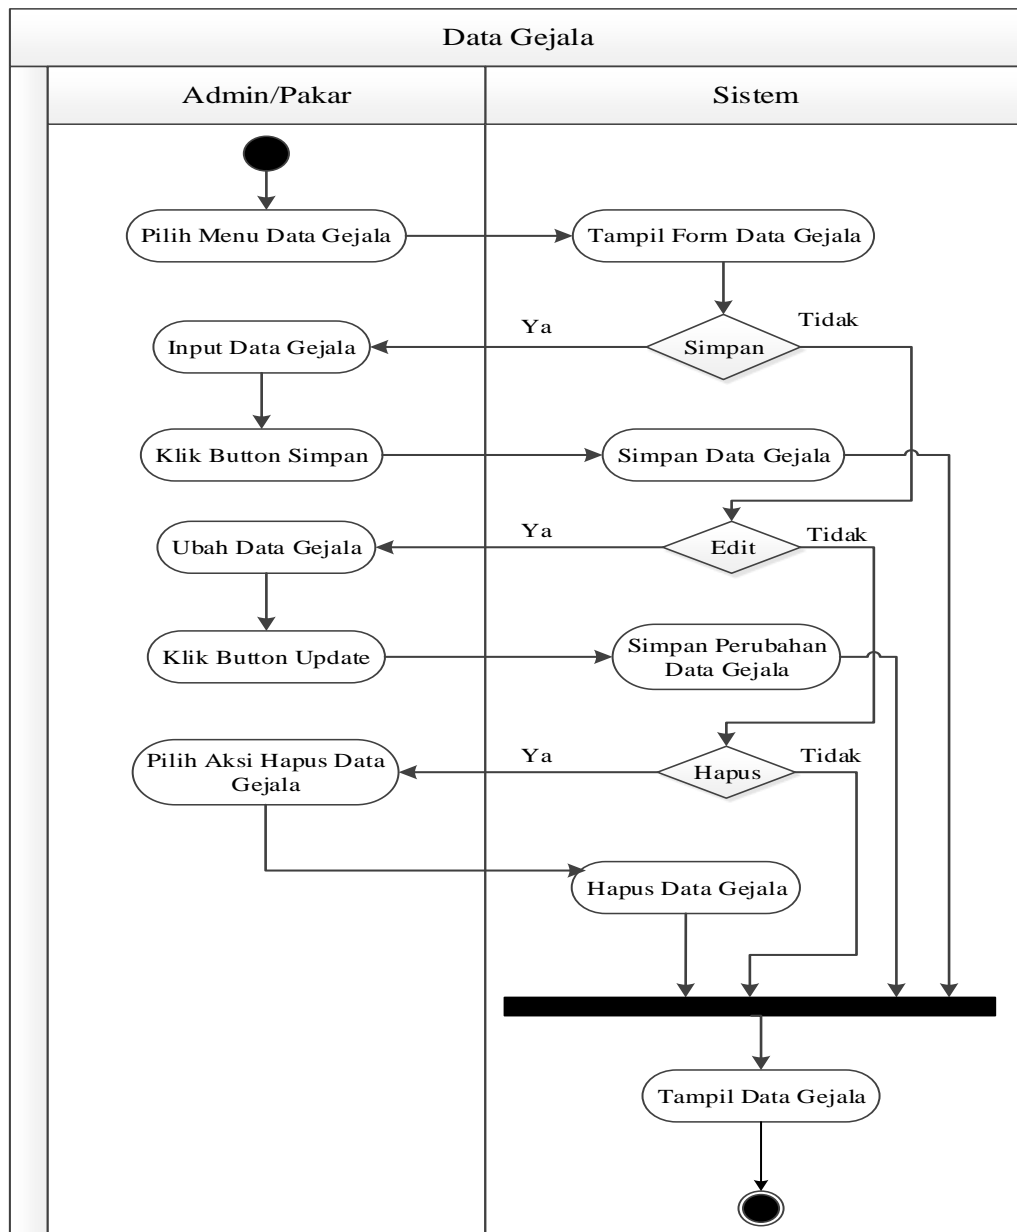 Data Gejala
Admin/Pakar
Sistem
Pilih Menu Data Gejala
Tampil Form Data Gejala
Ya
Tidak
Input Data Gejala
Simpan
Klik Button Simpan
Simpan Data Gejala
Ya
Tidak
Ubah Data Gejala
Edit
Klik Button Update
Simpan Perubahan
Data Gejala
Ya
Tidak
Pilih Aksi Hapus Data
Gejala
Hapus
Hapus Data Gejala
Tampil Data Gejala